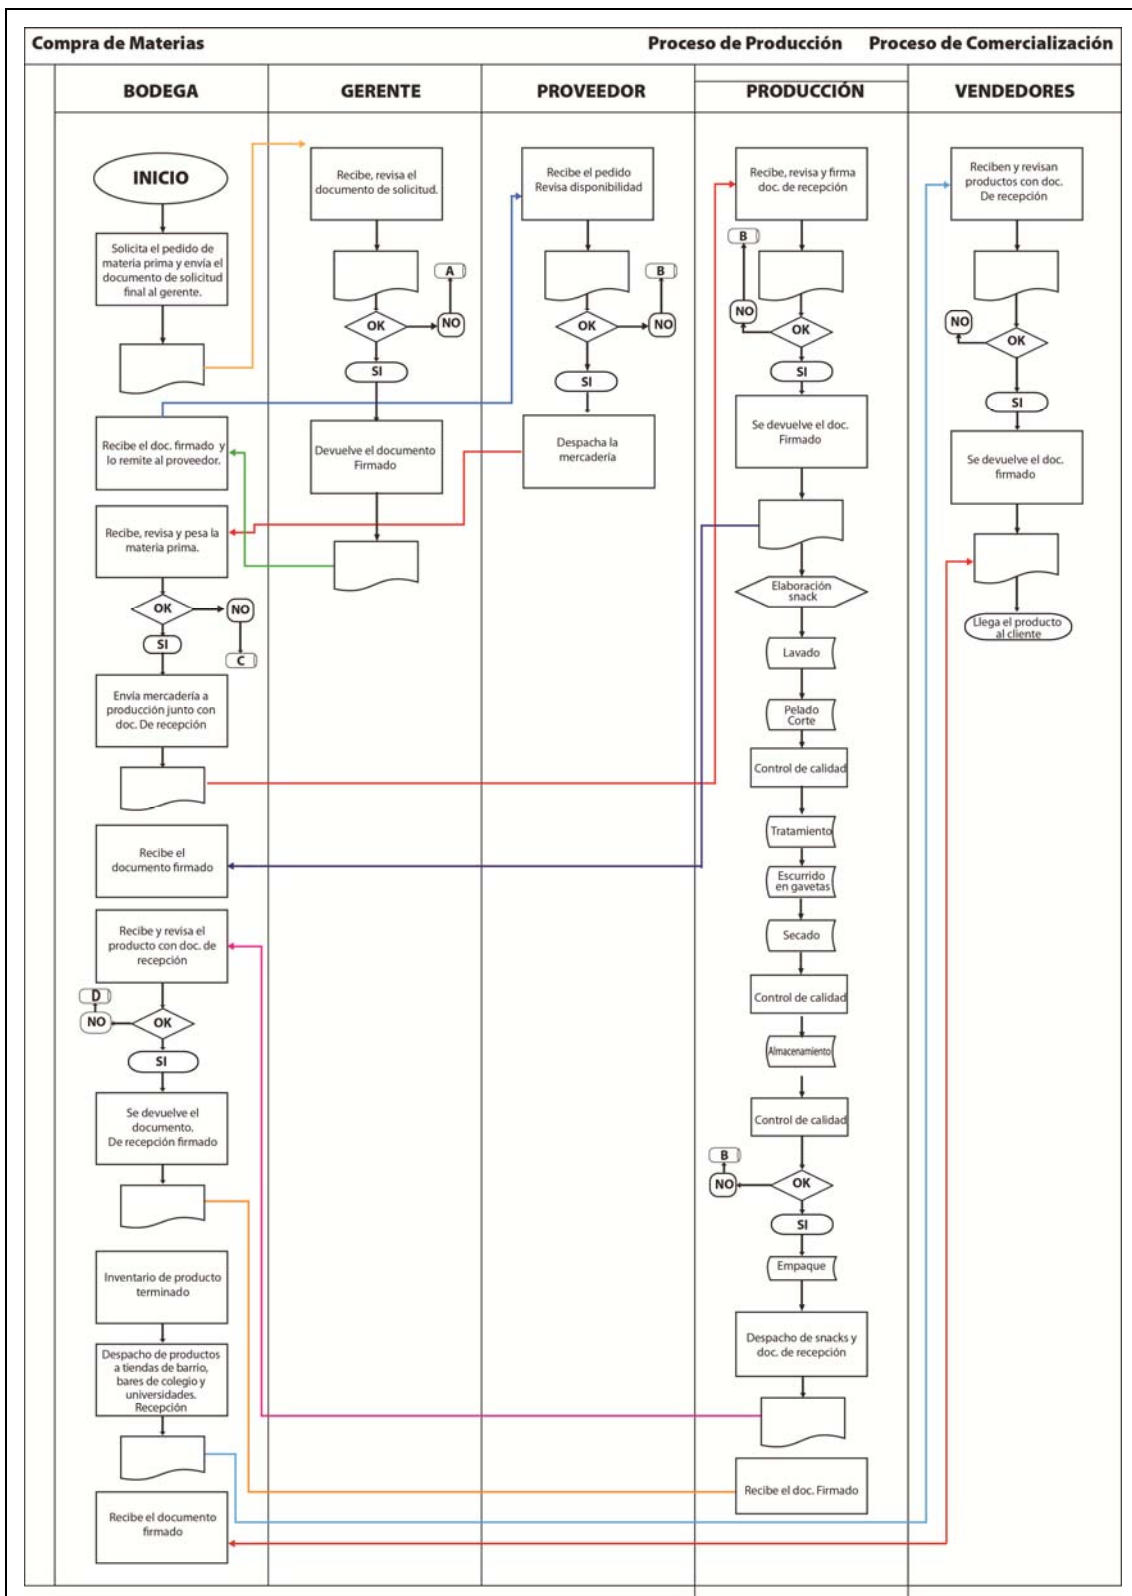 Compra de Materias
Proceso de Producción
Proceso de Comercialización
BODEGA
GERENTE
PROVEEDOR
PRODUCCIÓN
VENDEDORES
INICIO
Solicita el pedido de
materia prima y envía el
documento de solicitud
final al gerente.
Recibe el doc. firmado y
lo remite al proveedor.
Recibe, revisa y pesa la
materia prima.
OK
NO
SI
C
Envía mercadería a
producción junto con
doc. De recepción
Recibe el
documento firmado
Recibe y revisa el
producto con doc. de
recepción
D
NO
OK
SI
Se devuelve el
documento.
De recepción firmado
Inventario de producto
terminado
Despacho de productos
a tiendas de barrio,
bares de colegio y
universidades.
Recepción
Recibe el documento
firmado
Recibe, revisa el
documento de solicitud.
A
OK
NO
SI
Devuelve el documento
Firmado
Recibe el pedido
Revisa disponibilidad
B
OK
NO
SI
Despacha la
mercadería
Recibe, revisa y firma
doc. de recepción
B
NO
OK
SI
Se devuelve el doc.
Firmado
Elaboración
snack
Lavado
Pelado
Corte
Control de calidad
Tratamiento
Escurrido
en gavetas
Secado
Control de calidad
Almacenamiento
Control de calidad
B
NO
OK
SI
Empaque
Despacho de snacks y
doc. de recepción
Recibe el doc. Firmado
Reciben y revisan
productos con doc.
De recepción
NO
OK
SI
Se devuelve el doc.
firmado
Llega el producto
al cliente